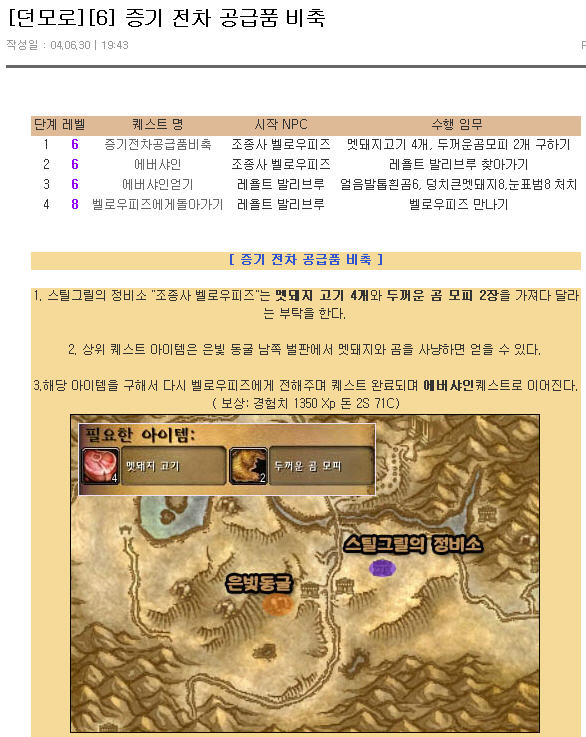 [던모로][6] 증기 전차 공급품 비축
작성일 : 04.06.30 | 19:43
단계 레벨 퀘스트 명 시작 NPC 수행 임무
1 6 증기전차공급품비축 조종사 벨로우피즈 멧돼지고기 4개, 두꺼운곰모피 2개 구하기
2 6 에버샤인 조종사 벨로우피즈 레욜트 발리브루 찾아가기
3 6 에버샤인얻기 레욜트 발리브루 얼음발톱흰곰6, 덩치큰멧돼지8,눈표범8 처치
4 8 벨로우피즈에게돌아가기 레욜트 발리브루 벨로우피즈 만나기
[ 증기 전차 공급품 비축 ]
1. 스틸그릴의 정비소 "조종사 벨로우피즈"는 멧돼지 고기 4개와 두꺼운 곰 모피 2장을 가져다 달라
는 부탁을 한다.
2. 상위 퀘스트 아이템은 은빛 동굴 남쪽 벌판에서 멧돼지와 곰을 사냥하면 얻을 수 있다.
3.해당 아이템을 구해서 다시 벨로우피즈에게 전해주며 퀘스트 완료되며 에버샤인퀘스트로 이어진다.
( 보상: 경험치 1350 Xp 돈 2S 71C)
필요한 아이템:
4 멧돼지 고기 2 두꺼운 곰 모피
스틸그릴의 정비소
은빛동굴